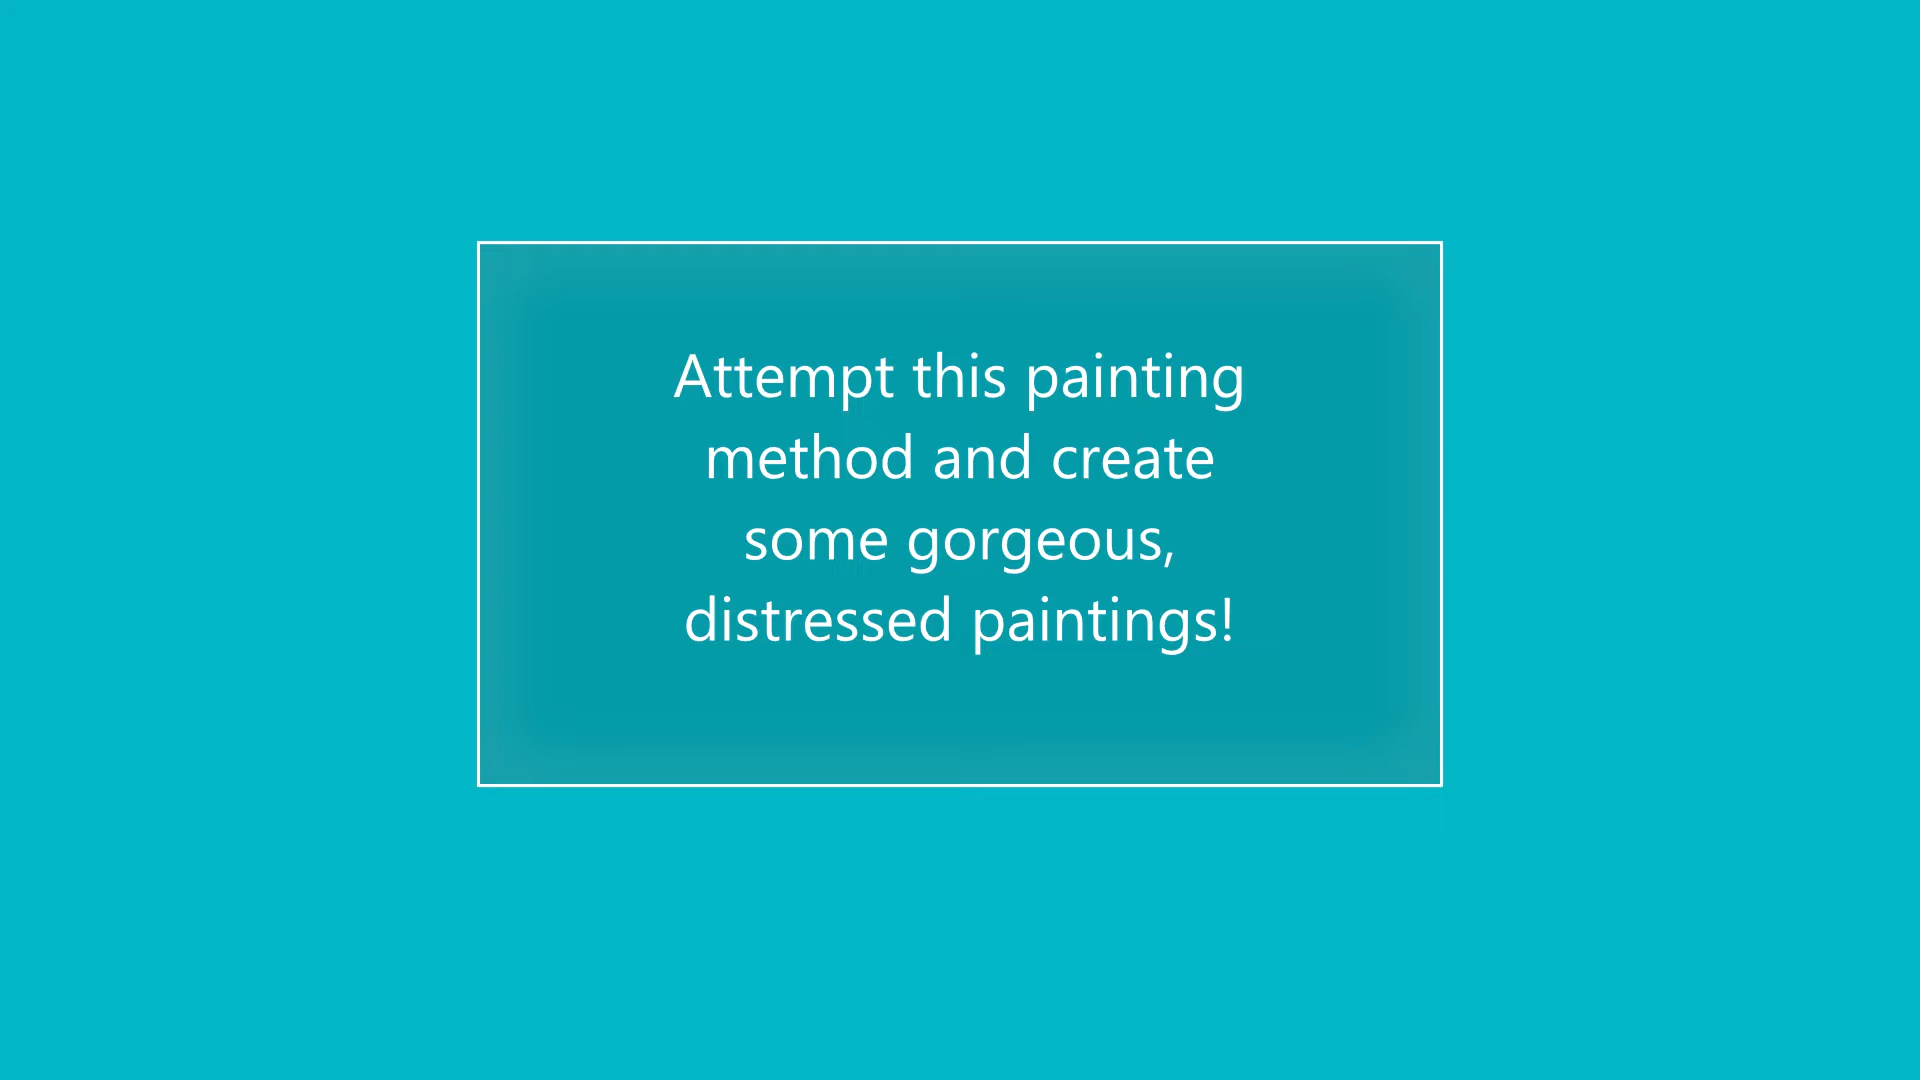 Attempt this painting
method and create
some gorgeous,
distressed paintings!